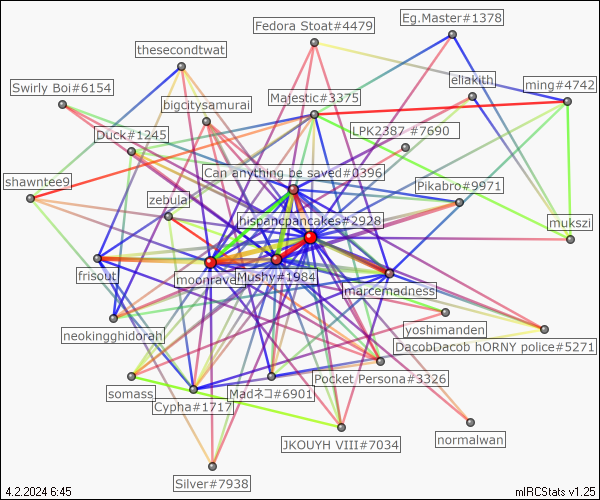 Eg.Master#1378
Fedora Stoat#4479
thesecondtwat
eliakith
ming#4742
Swirly Boi#6154
Majestic#3375
bigcitysamurai
LPK2387 #7690
Duck#1245
Can anything be saved#0396
shawntee9
Pikabro#9971
zebula
hispancpancakes#2928
mukszi
frisout
moonrave
Mushy#1984
marcemadness
neokingghidorah
yoshimanden
DacobDacob hORNY police#5271
Pocket Persona#3326
somass
Cypha#1717
Madネコ#6901
JKOUYH VIII#7034
normalwan
Silver#7938
4.2.2024 6:45
mIRCStats v1.25